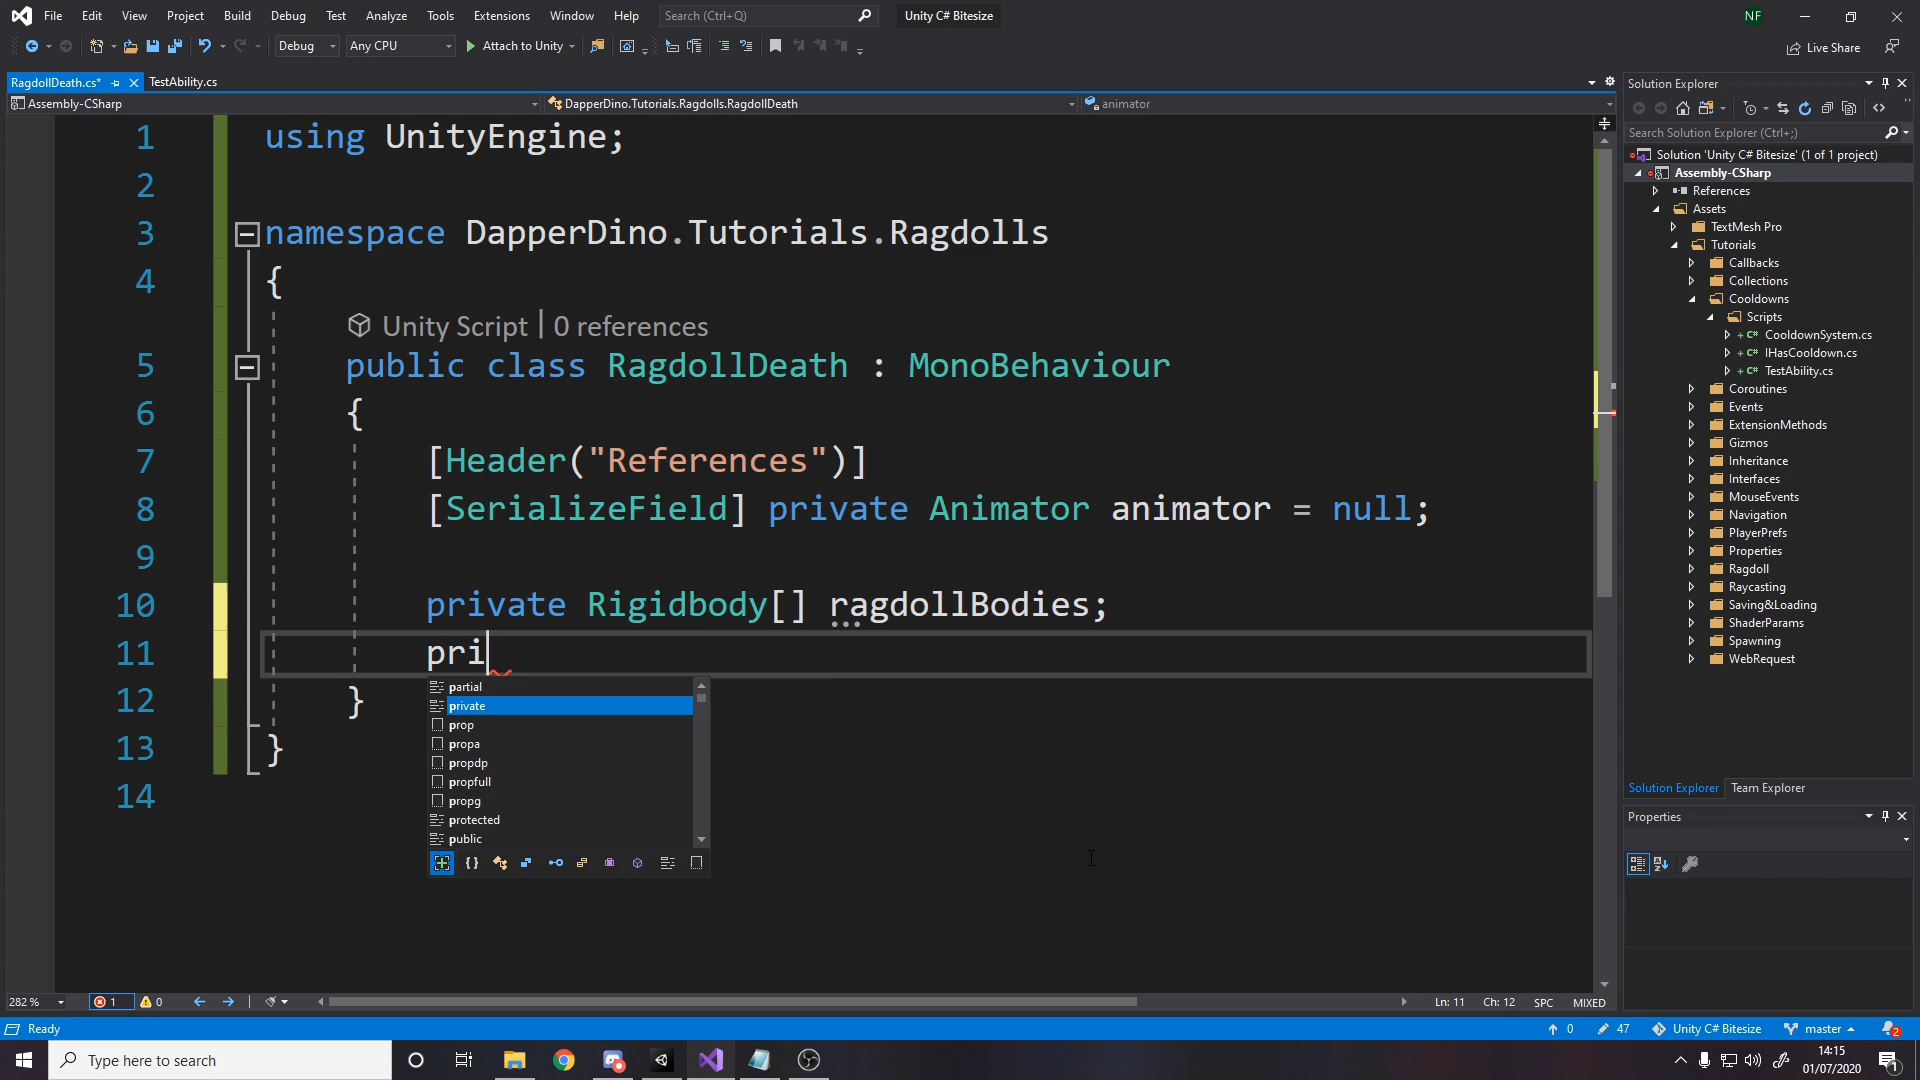 File Edit View Project Build Debug Test Analyze Tools Extensions Window Help Search (Ctrl+Q) Unity C# Bitesize NF
Debug Any CPU Attach to Unity Live Share
RagdollDeath.cs* TestAbility.cs
Assembly-CSharp DapperDino.Tutorials.Ragdolls.RagdollDeath animator
1 using UnityEngine;
2
3 namespace DapperDino.Tutorials.Ragdolls
4 {
Unity Script | 0 references
5 public class RagdollDeath : MonoBehaviour
6 {
7 [Header("References")]
8 [SerializeField] private Animator animator = null;
9
10 private Rigidbody[] ragdollBodies;
11 pri
12 }
13 }
14
partial
private
prop
propa
propdp
propfull
propg
protected
public
282 % 1 0 Ln: 11 Ch: 12 SPC MIXED
Solution Explorer
Search Solution Explorer (Ctrl+;)
Solution 'Unity C# Bitesize' (1 of 1 project)
Assembly-CSharp
References
Assets
TextMesh Pro
Tutorials
Callbacks
Collections
Cooldowns
Scripts
CooldownSystem.cs
IHasCooldown.cs
TestAbility.cs
Coroutines
Events
ExtensionMethods
Gizmos
Inheritance
Interfaces
MouseEvents
Navigation
PlayerPrefs
Properties
Ragdoll
Raycasting
Saving&Loading
ShaderParams
Spawning
WebRequest
Solution Explorer Team Explorer
Properties
Ready 0 47 Unity C# Bitesize master 2
Type here to search 14:15
01/07/2020 1